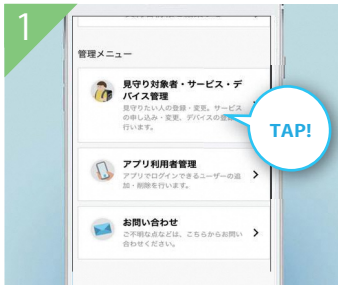 1
管理メニュー
見守り対象者・サービス・デ
バイス管理
見守りたい人の登録・変更。サービス
の申し込み・変更、デバイスの登
行います。
TAP!
アプリ利用者管理
アプリでログインできるユーザーの追
加・削除を行います。
お問い合わせ
ご不明な点などは、こちらからお問い
合わせください。